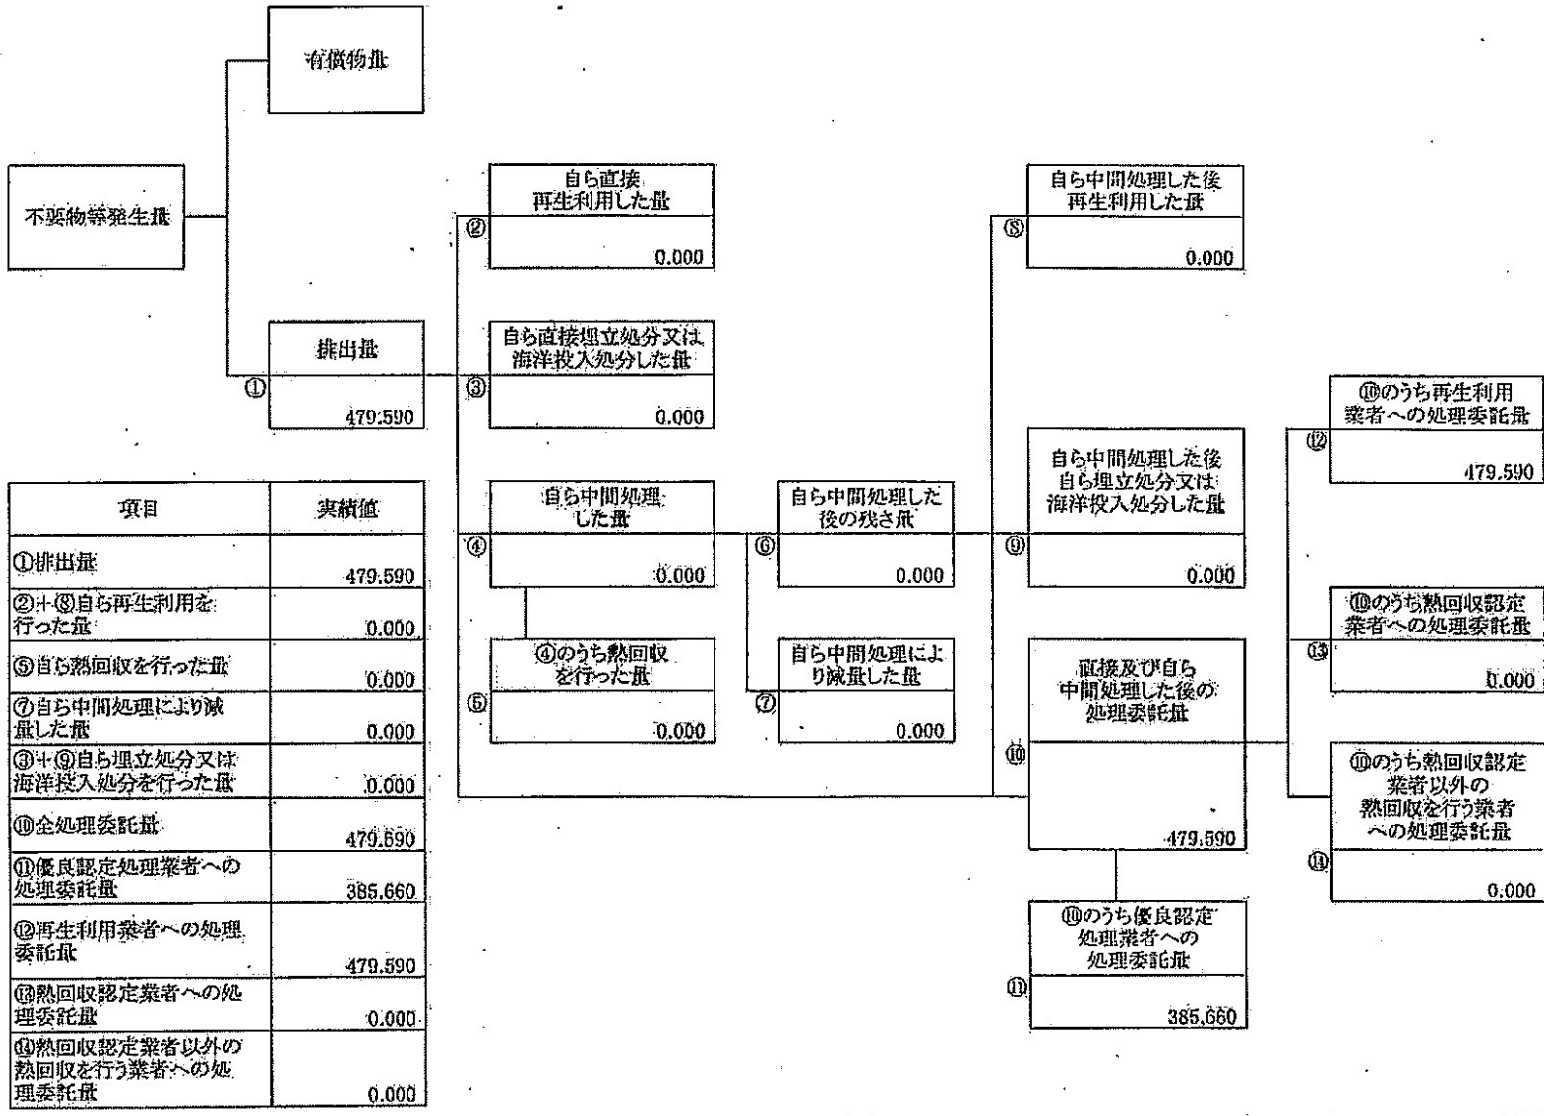 有償物量
不要物等発生量
排出量
①
479.590
自ら直接
再生利用した量
②
0.000
自ら直接埋立処分又は
海洋投入処分した量
③
0.000
自ら中間処理
した量
④
0.000
④のうち熱回収
を行った量
⑤
0.000
自ら中間処理した
後の残さ量
⑥
0.000
自ら中間処理によ
り減量した量
⑦
0.000
自ら中間処理した後
再生利用した量
⑧
0.000
自ら中間処理した後
自ら埋立処分又は
海洋投入処分した量
⑨
0.000
直接及び自ら
中間処理した後の
処理委託量
⑩
479.590
⑩のうち優良認定
処理業者への
処理委託量
⑪
385.660
⑩のうち再生利用
業者への処理委託量
⑫
479.590
⑩のうち熱回収認定
業者への処理委託量
⑬
0.000
⑩のうち熱回収認定
業者以外の
熱回収を行う業者
への処理委託量
⑭
0.000
項目 実績値
①排出量
479.590
②+⑧自ら再生利用を
行った量 0.000
⑤自ら熱回収を行った量
0.000
⑦自ら中間処理により減
量した量 0.000
③+⑨自ら埋立処分又は
海洋投入処分を行った量 0.000
⑩全処理委託量
479.590
⑪優良認定処理業者への
処理委託量 385.660
⑫再生利用業者への処理
委託量
479.590
⑬熱回収認定業者への処
理委託量 0.000
⑭熱回収認定業者以外の
熱回収を行う業者への処
理委託量 0.000